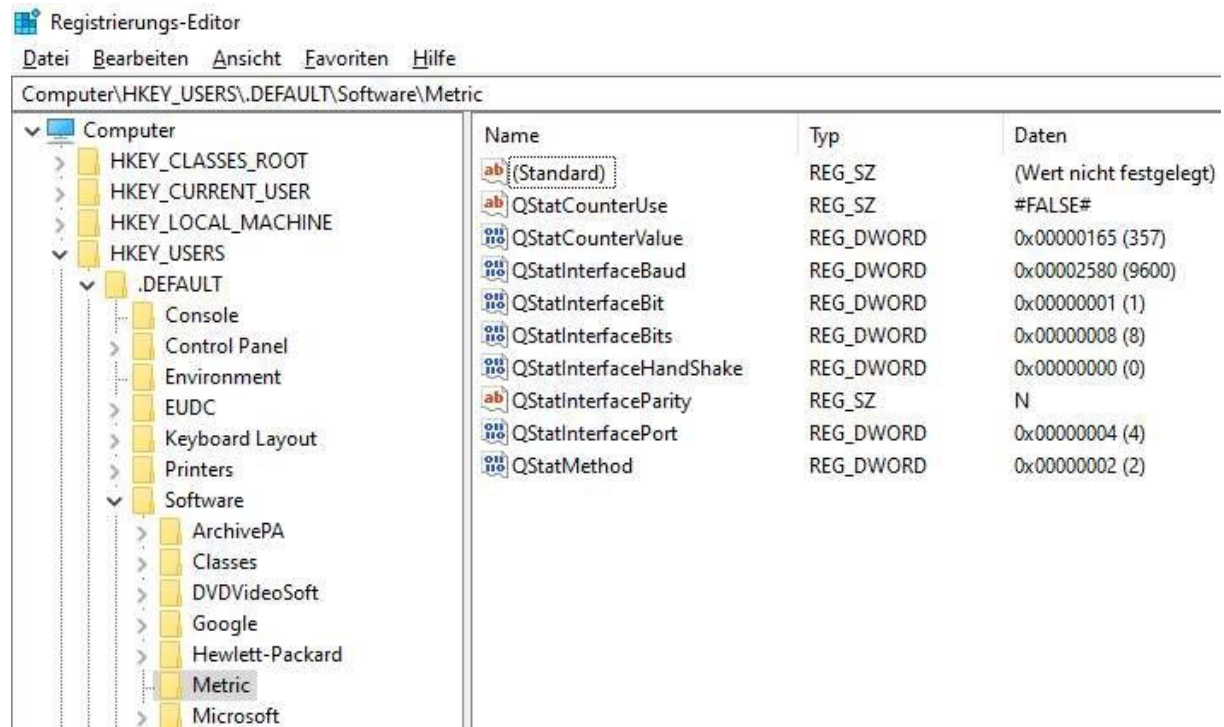 Registrierungs-Editor
Datei Bearbeiten Ansicht Favoriten Hilfe
Computer\HKEY_USERS\.DEFAULT\Software\Metric
Computer
HKEY_CLASSES_ROOT
HKEY_CURRENT_USER
HKEY_LOCAL_MACHINE
HKEY_USERS
.DEFAULT
Console
Control Panel
Environment
EUDC
Keyboard Layout
Printers
Software
ArchivePA
Classes
DVDVideoSoft
Google
Hewlett-Packard
Metric
Microsoft
Name Typ Daten
(Standard) REG_SZ (Wert nicht festgelegt)
QStatCounterUse REG_SZ #FALSE#
QStatCounterValue REG_DWORD 0x00000165 (357)
QStatInterfaceBaud REG_DWORD 0x00002580 (9600)
QStatInterfaceBit REG_DWORD 0x00000001 (1)
QStatInterfaceBits REG_DWORD 0x00000008 (8)
QStatInterfaceHandShake REG_DWORD 0x00000000 (0)
QStatInterfaceParity REG_SZ N
QStatInterfacePort REG_DWORD 0x00000004 (4)
QStatMethod REG_DWORD 0x00000002 (2)